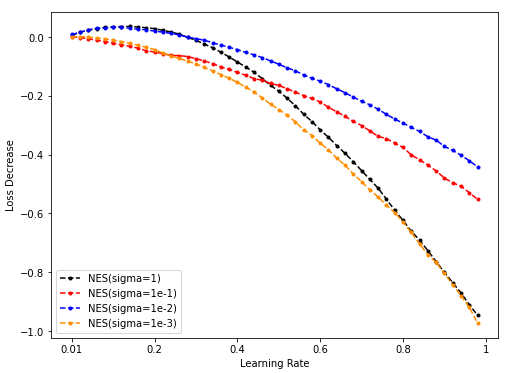 0.0
−0.2
−0.4
−0.6
−0.8
−1.0
Loss Decrease
NES(sigma=1)
NES(sigma=1e-1)
NES(sigma=1e-2)
NES(sigma=1e-3)
0.01 0.2 0.4 0.6 0.8 1
Learning Rate